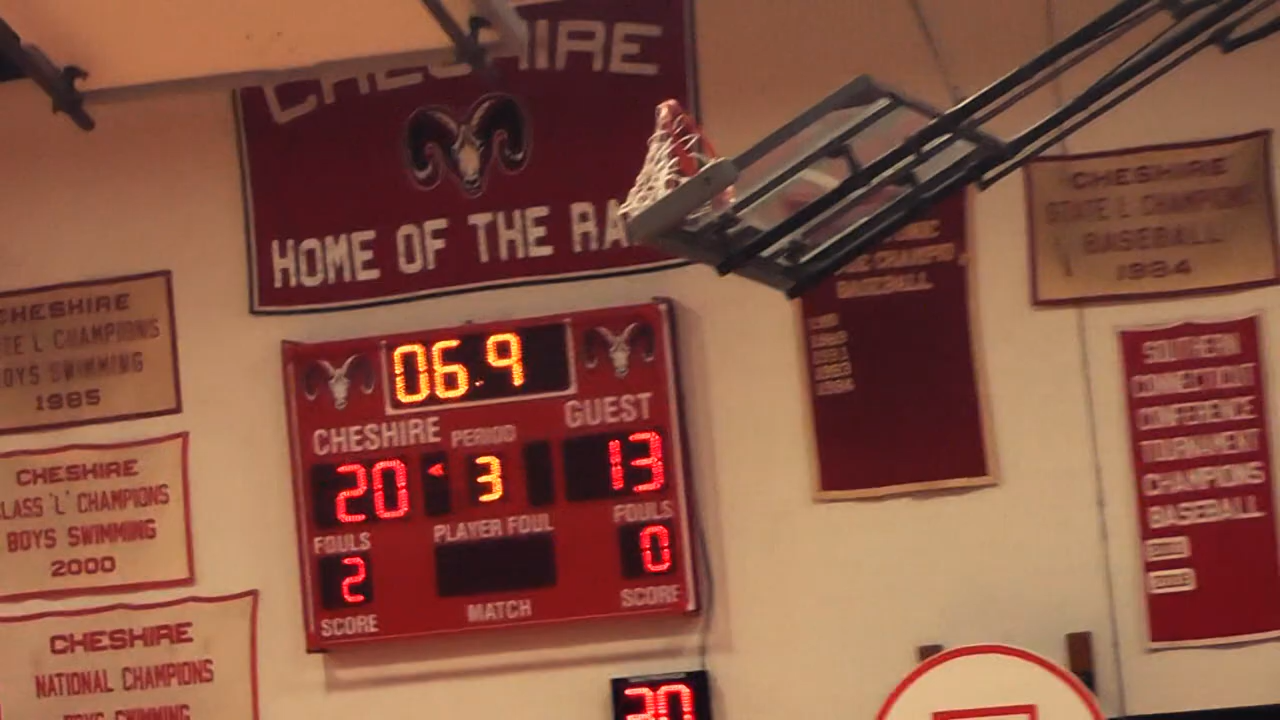 CHESHIRE
HOME OF THE
CHESHIRE
STATE L CHAMPIONS
BASEBALL
1984
BASEBALL
CHESHIRE
L CHAMPIONS
SWIMMING
1985
06.9
CHESHIRE PERIOD GUEST
20 3 13
FOULS PLAYER FOUL FOULS
2 0
SCORE MATCH SCORE
SOUTHERN
CONNECTICUT
CONFERENCE
TOURNAMENT
CHAMPIONS
BASEBALL
CHESHIRE
CLASS 'L' CHAMPIONS
BOYS SWIMMING
2000
CHESHIRE
NATIONAL CHAMPIONS
BOYS SWIMMING
30